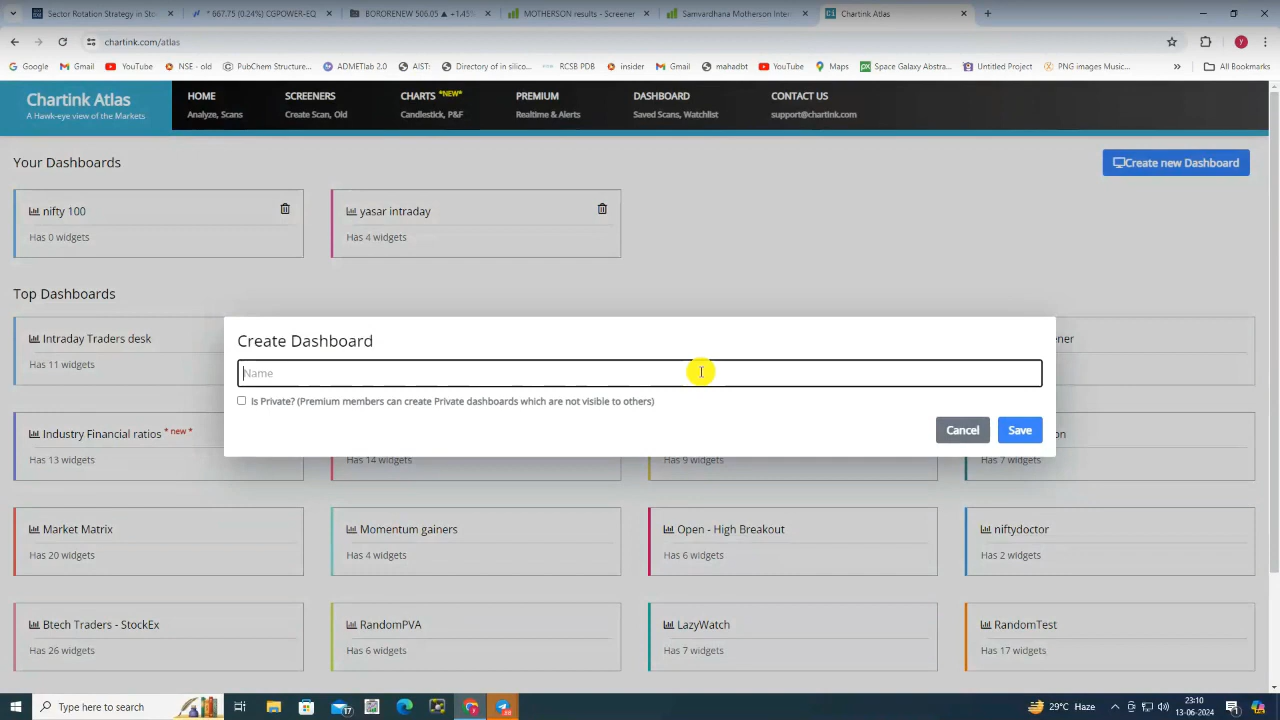 Sector Rotation Strategy in Stoc
* 667.75 (0.24%) CGPOWER-EQ
BORORENEW 506.05 ▲ +1.45%
MOTHERSON results - Screener
Samvardhana Motherson Inter
Chartink Atlas
chartink.com/atlas
Google
Gmail
YouTube
NSE - old
PubChem Structure...
ADMETlab 2.0
AIST:
Directory of in silico...
RCSB PDB
insider
Gmail
mahadbt
YouTube
Maps
Space Galaxy Abstra...
Untitled Project
PNG images Music...
All Bookmarks
Chartink Atlas
A Hawk-eye view of the Markets
HOME
Analyze, Scans
SCREENERS
Create Scan, Old
CHARTS *NEW*
Candlestick, P&F
PREMIUM
Realtime & Alerts
DASHBOARD
Saved Scans, Watchlist
CONTACT US
support@chartink.com
Your Dashboards
Create new Dashboard
nifty 100
Has 0 widgets
yasar intraday
Has 4 widgets
Top Dashboards
Intraday Traders desk
Has 11 widgets
Create Dashboard
Name
Is Private? (Premium members can create Private dashboards which are not visible to others)
Cancel
Save
Industry Financial ratios * new *
Has 13 widgets
Has 14 widgets
Has 9 widgets
Has 7 widgets
Market Matrix
Has 20 widgets
Momentum gainers
Has 4 widgets
Open - High Breakout
Has 6 widgets
niftydoctor
Has 2 widgets
Btech Traders - StockEx
Has 26 widgets
RandomPVA
Has 6 widgets
LazyWatch
Has 7 widgets
RandomTest
Has 17 widgets
Type here to search
29°C Haze
23:10
13-06-2024